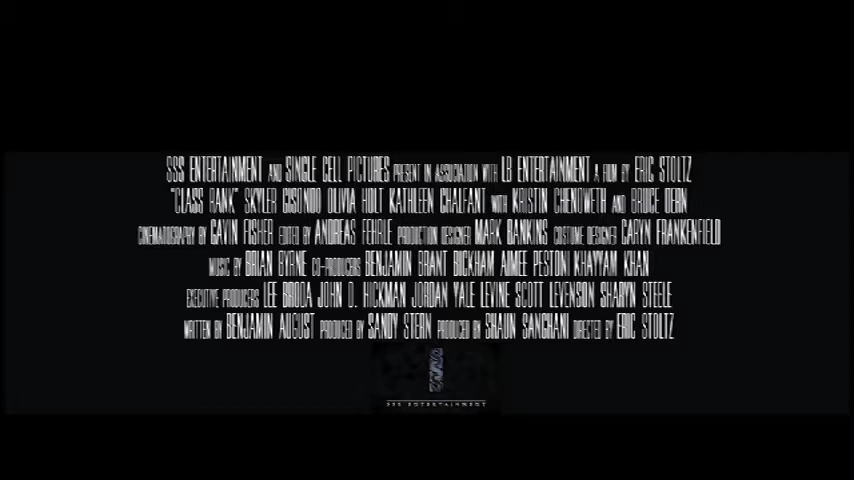 SSS ENTERTAINMENT AND SINGLE CELL PICTURES PRESENT IN ASSOCIATION WITH LB ENTERTAINMENT A FILM BY ERIC STOLTZ
"CLASS RANK" SKYLER GISONDO OLIVIA HOLT KATHLEEN CHALFANT WITH KRISTIN CHENOWETH AND BRUCE DERN
CINEMATOGRAPHY BY GAVIN FISHER EDITED BY ANDREAS FEHRLE PRODUCTION DESIGNER MARK BANKINS COSTUME DESIGNER CARYN FRANKENFIELD
MUSIC BY BRIAN BYRNE CO-PRODUCERS BENJAMIN BRANT BICKHAM AIMEE PESTONI KHAYYAM KHAN
EXECUTIVE PRODUCERS LEE BRODA JOHN D. HICKMAN JORDAN YALE LEVINE SCOTT LEVENSON SHARYN STEELE
WRITTEN BY BENJAMIN AUGUST PRODUCED BY SANDY STERN PRODUCED BY SHAUN SANGHANI DIRECTED BY ERIC STOLTZ
SSS ENTERTAINMENT